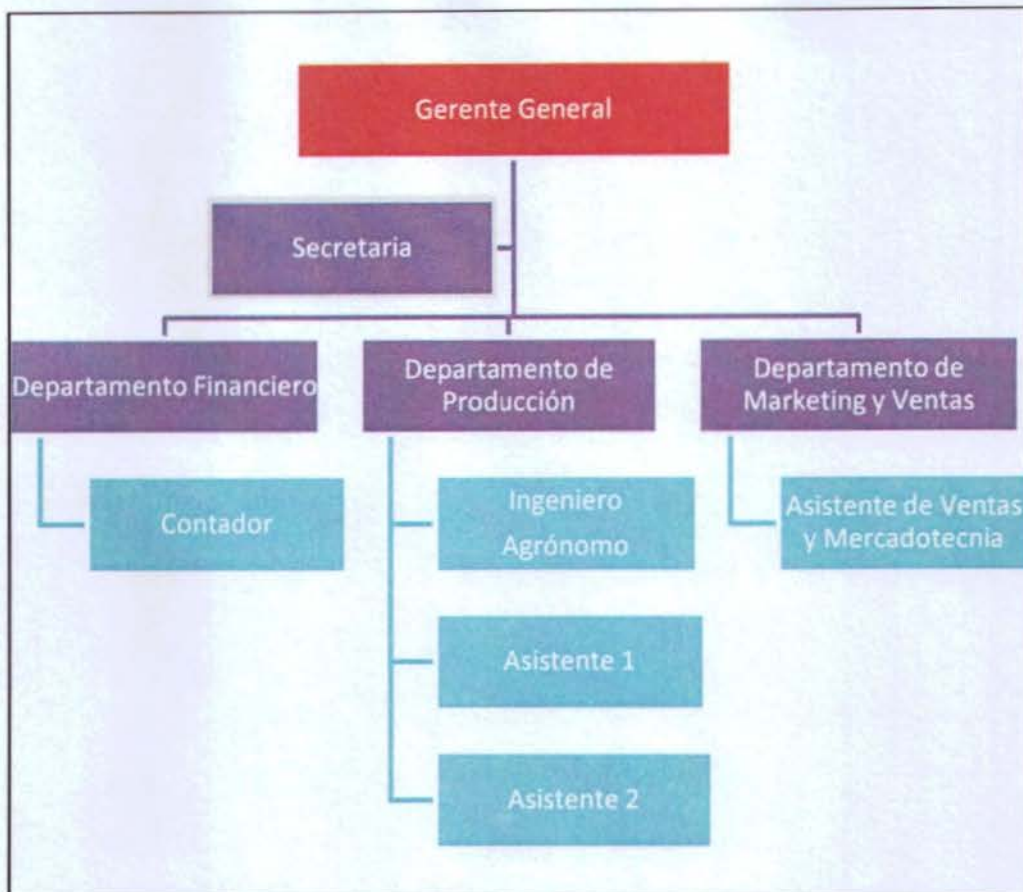 Gerente General
Secretaria
Departamento Financiero
Departamento de
Producción
Departamento de
Marketing y Ventas
Contador
Ingeniero
Agrónomo
Asistente de Ventas
y Mercadotecnia
Asistente 1
Asistente 2